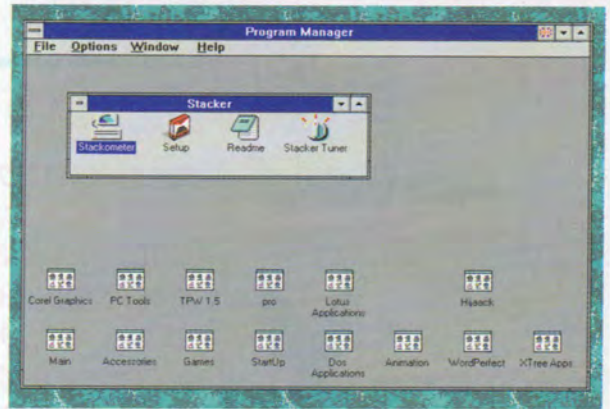 Program Manager
File Options Window Help
Stacker
Stackometer Setup Readme Stacker Tuner
Corel Graphics PC Tools TPW 1.5 pro Lotus Applications Hijaack
Main Accessories Games StartUp Dos Applications Animation WordPerfect XTree Apps